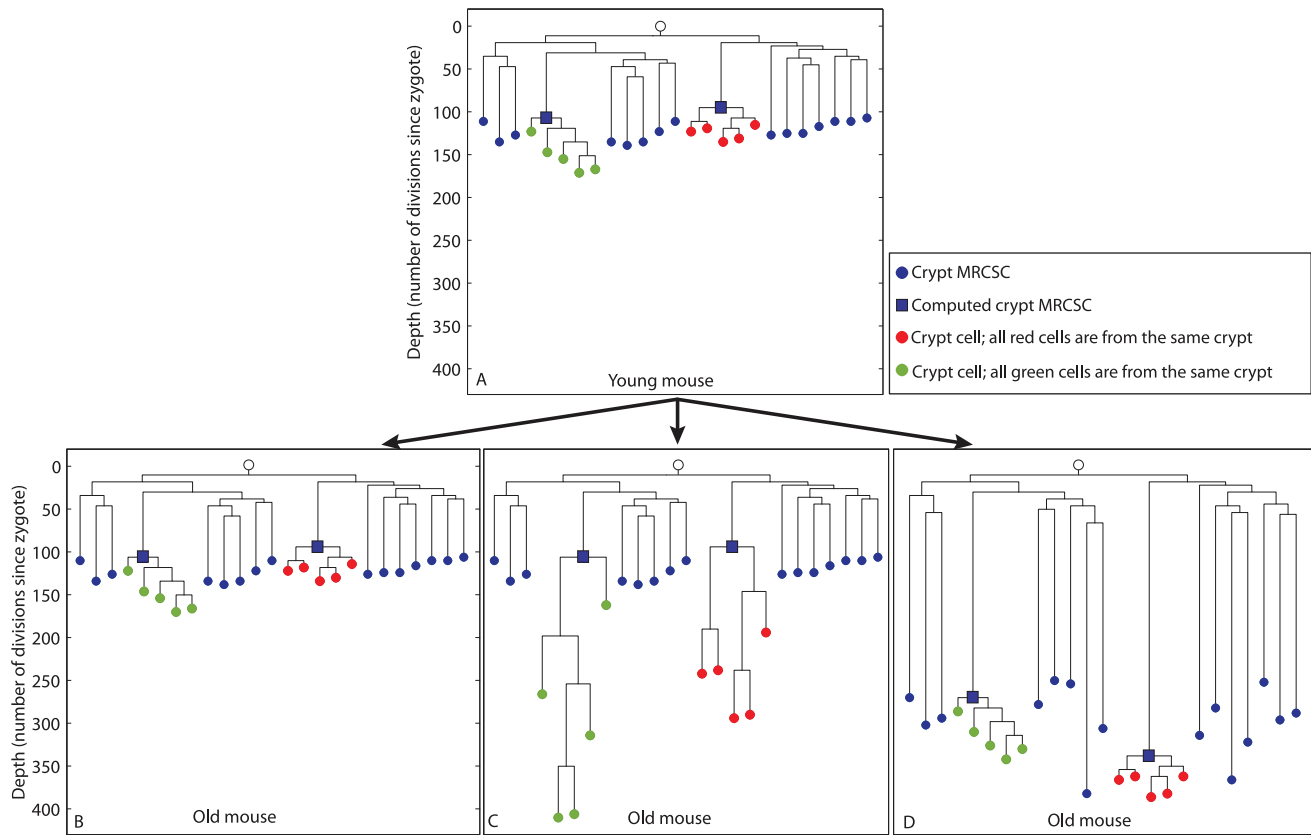 0
50
100
150
200
250
300
350
400
Depth (number of divisions since zygote)
A
Young mouse
Crypt MRCSC
Computed crypt MRCSC
Crypt cell; all red cells are from the same crypt
Crypt cell; all green cells are from the same crypt
0
50
100
150
200
250
300
350
400
Depth (number of divisions since zygote)
B
Old mouse
C
Old mouse
D
Old mouse